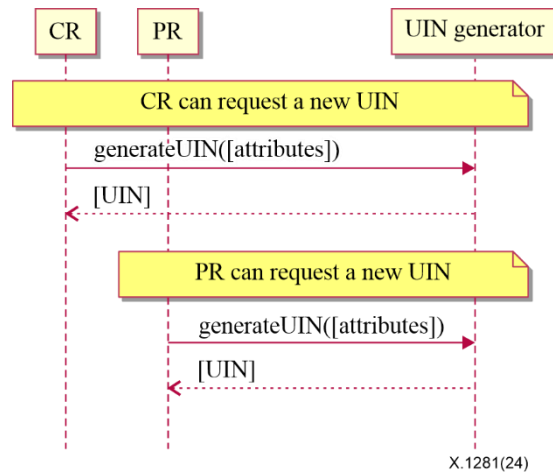 CR
PR
UIN generator
CR can request a new UIN
generateUIN([attributes])
[UIN]
PR can request a new UIN
generateUIN([attributes])
[UIN]
X.1281(24)